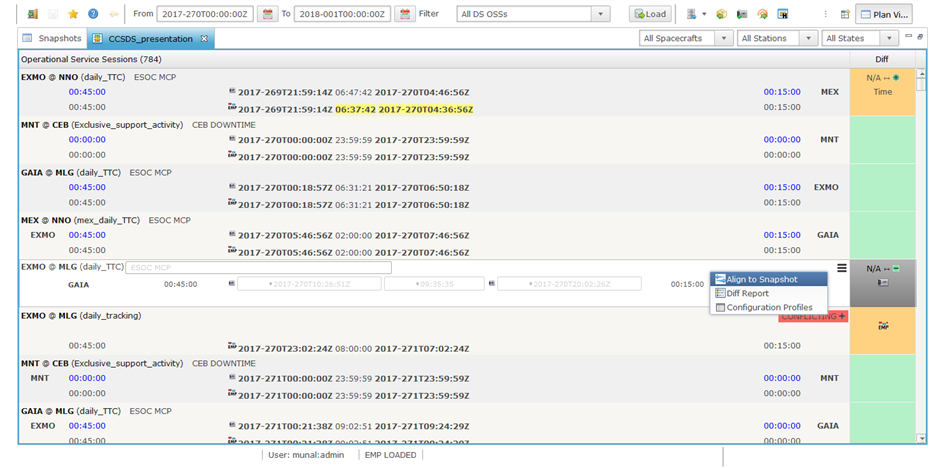 From 2017-270T00:00:00Z To 2018-001T00:00:00Z Filter All DS OSSs Load Plan Vi...
Snapshots CCSDS_presentation All Spacecrafts All Stations All States
Operational Service Sessions (784) Diff
EXMO @ NNO (daily_TTC) ESOC MCP N/A
00:45:00 2017-269T21:59:14Z 06:47:42 2017-270T04:46:56Z 00:15:00 MEX Time
00:45:00 EMP 2017-269T21:59:14Z 06:37:42 2017-270T04:36:56Z 00:15:00
MNT @ CEB (Exclusive_support_activity) CEB DOWNTIME
00:00:00 2017-270T00:00:00Z 23:59:59 2017-270T23:59:59Z 00:00:00 MNT
00:00:00 EMP 2017-270T00:00:00Z 23:59:59 2017-270T23:59:59Z 00:00:00
GAIA @ MLG (daily_TTC) ESOC MCP
00:45:00 2017-270T00:18:57Z 06:31:21 2017-270T06:50:18Z 00:15:00 EXMO
00:45:00 EMP 2017-270T00:18:57Z 06:31:21 2017-270T06:50:18Z 00:15:00
MEX @ NNO (mex_daily_TTC) ESOC MCP
EXMO 00:45:00 2017-270T05:46:56Z 02:00:00 2017-270T07:46:56Z 00:15:00 GAIA
00:45:00 EMP 2017-270T05:46:56Z 02:00:00 2017-270T07:46:56Z 00:15:00
EXMO @ MLG (daily_TTC) ESOC MCP N/A
GAIA 00:45:00 2017-270T10:26:51Z 09:35:35 2017-270T20:02:26Z 00:15:00
Align to Snapshot
Diff Report
Configuration Profiles
EXMO @ MLG (daily_tracking) CONFLICTING +
EMP
00:45:00 EMP 2017-270T23:02:24Z 08:00:00 2017-271T07:02:24Z 00:15:00
MNT @ CEB (Exclusive_support_activity) CEB DOWNTIME
MNT 00:00:00 2017-271T00:00:00Z 23:59:59 2017-271T23:59:59Z 00:00:00 MNT
00:00:00 EMP 2017-271T00:00:00Z 23:59:59 2017-271T23:59:59Z 00:00:00
GAIA @ MLG (daily_TTC) ESOC MCP
EXMO 00:45:00 2017-271T00:21:38Z 09:02:51 2017-271T09:24:29Z 00:00:00 GAIA
00:45:00 EMP 2017-271T00:21:38Z 09:02:51 2017-271T09:24:29Z 00:00:00
User: munal:admin EMP LOADED